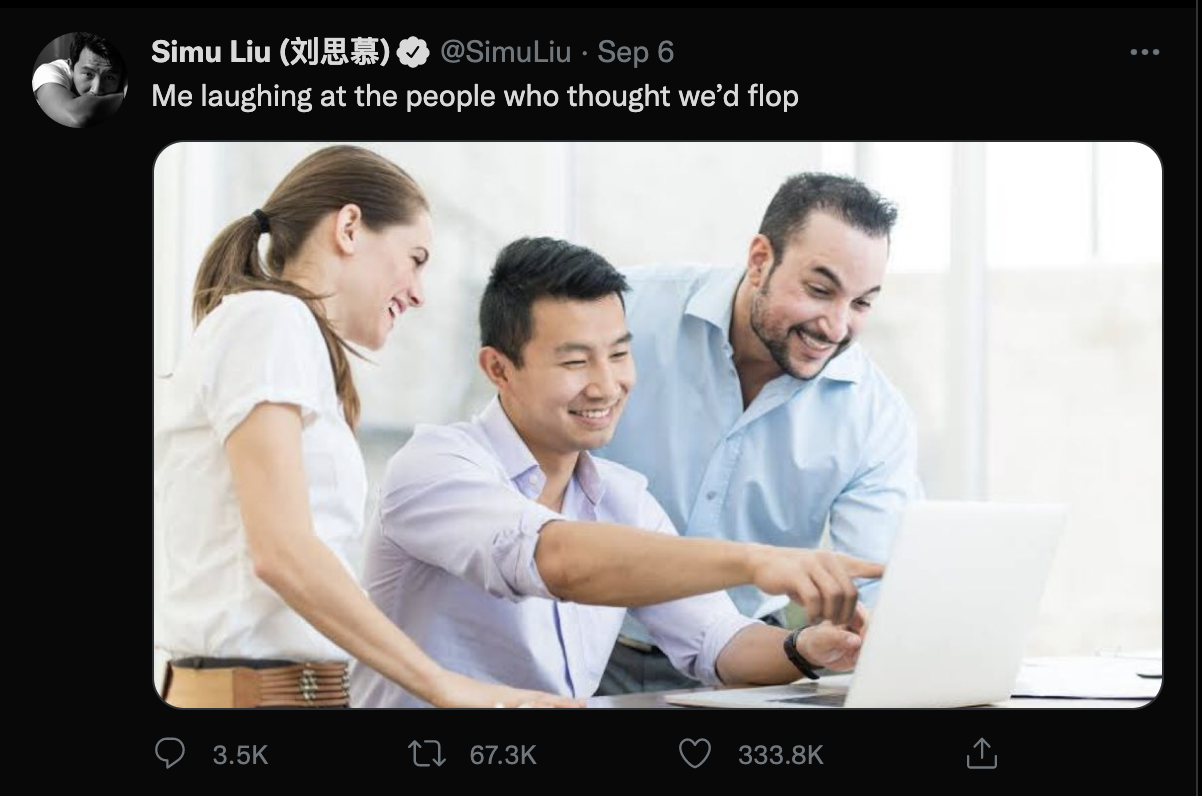 Simu Liu (刘思慕) @SimuLiu · Sep 6
Me laughing at the people who thought we’d flop
3.5K 67.3K 333.8K